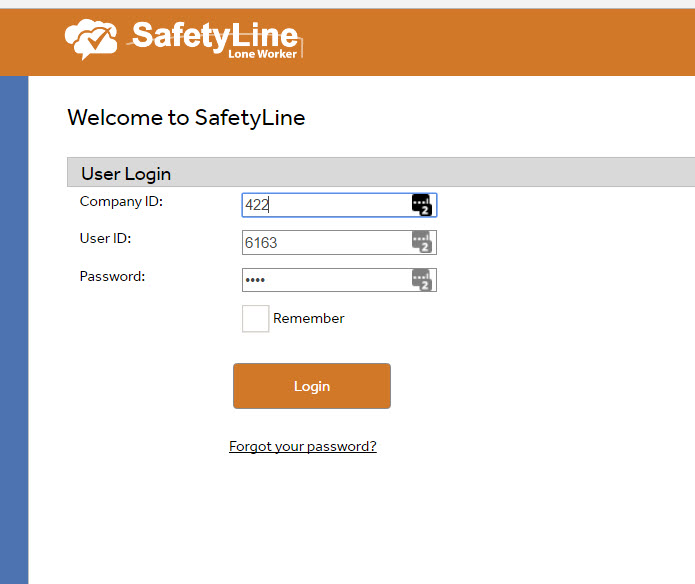 SafetyLine
Lone Worker
Welcome to SafetyLine
User Login
Company ID: 422
User ID: 6163
Password: ••••
Remember
Login
Forgot your password?